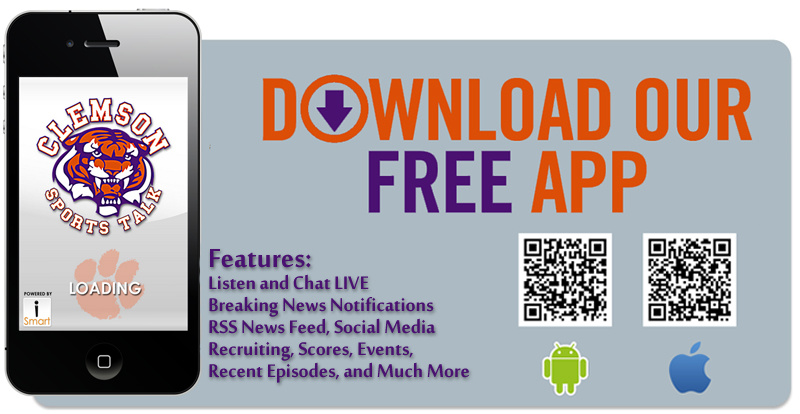 CLEMSON
SPORTS TALK
LOADING
POWERED BY
i
Smart
DOWNLOAD OUR
FREE APP
Features:
Listen and Chat LIVE
Breaking News Notifications
RSS News Feed, Social Media
Recruiting, Scores, Events,
Recent Episodes, and Much More